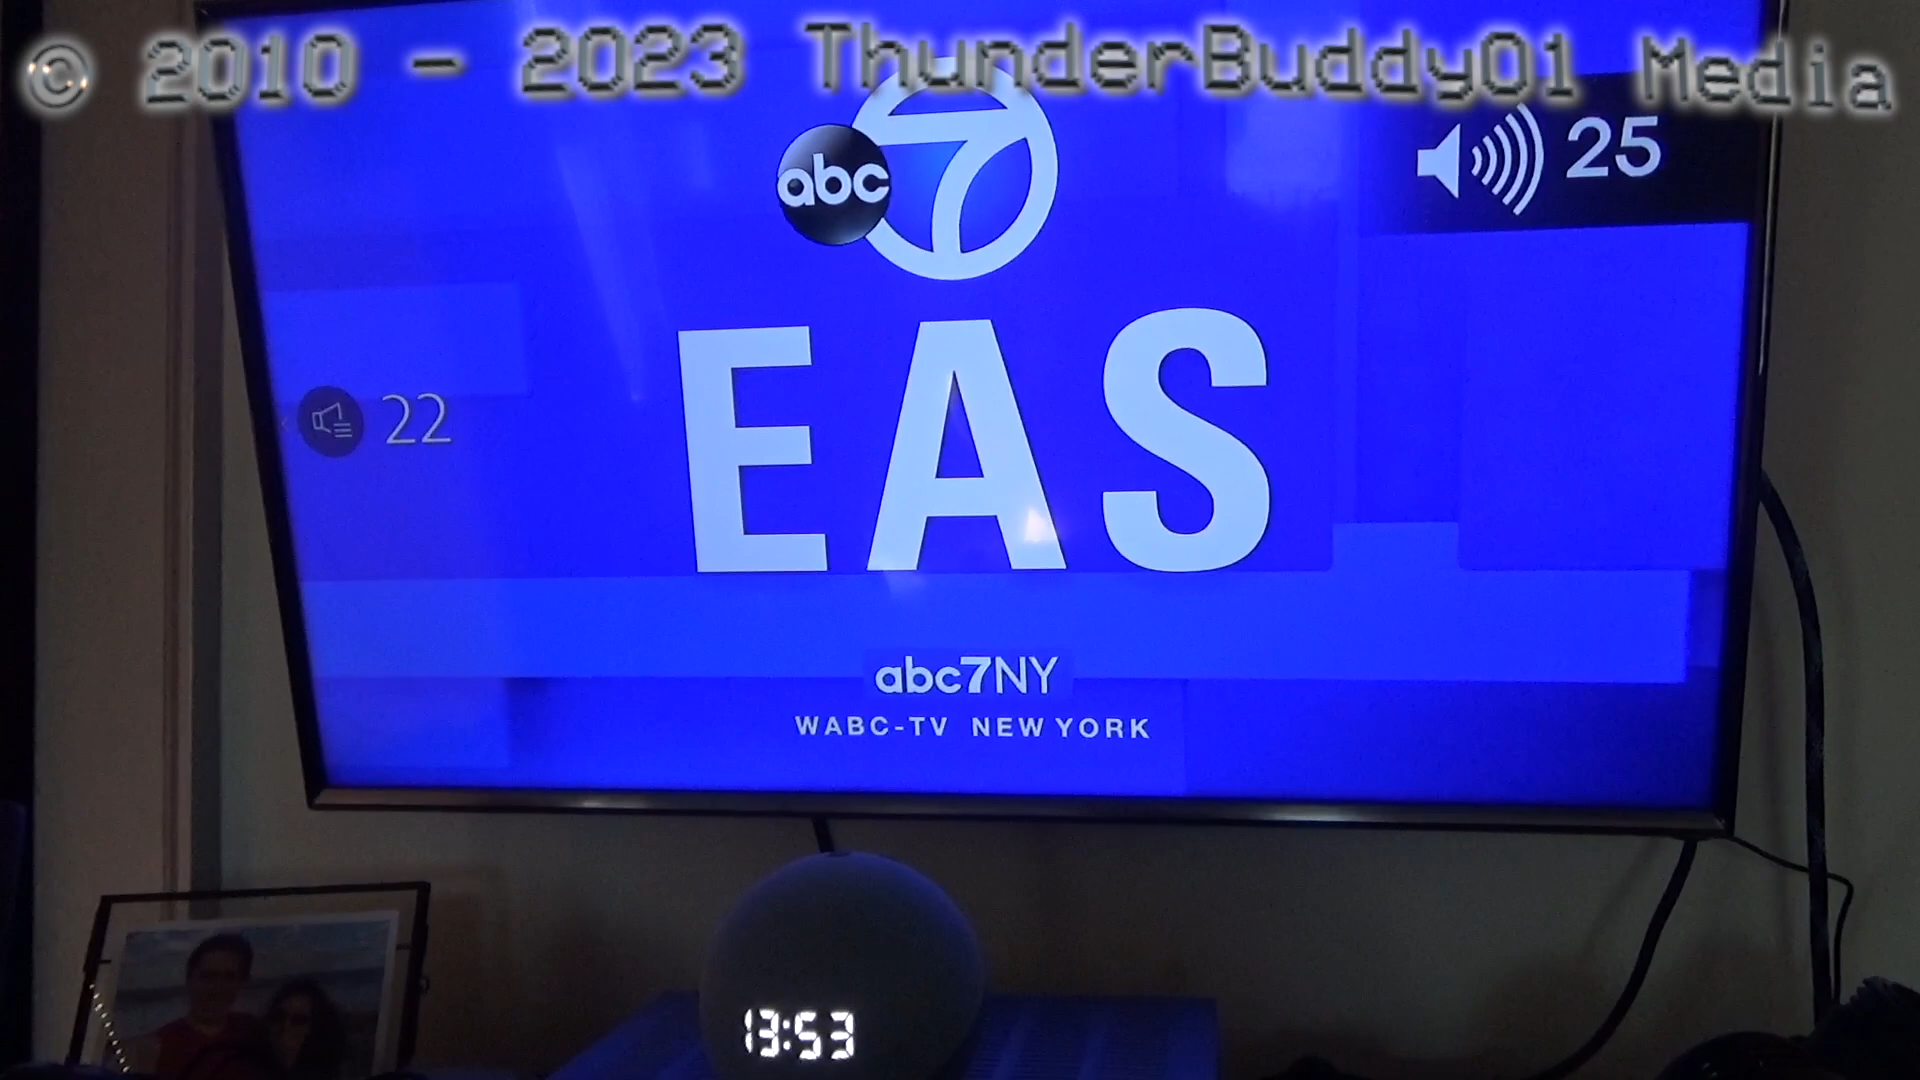 © 2010 - 2023 ThunderBuddy01 Media
abc 7
25
EAS
22
abc7NY
WABC-TV NEW YORK
13:53